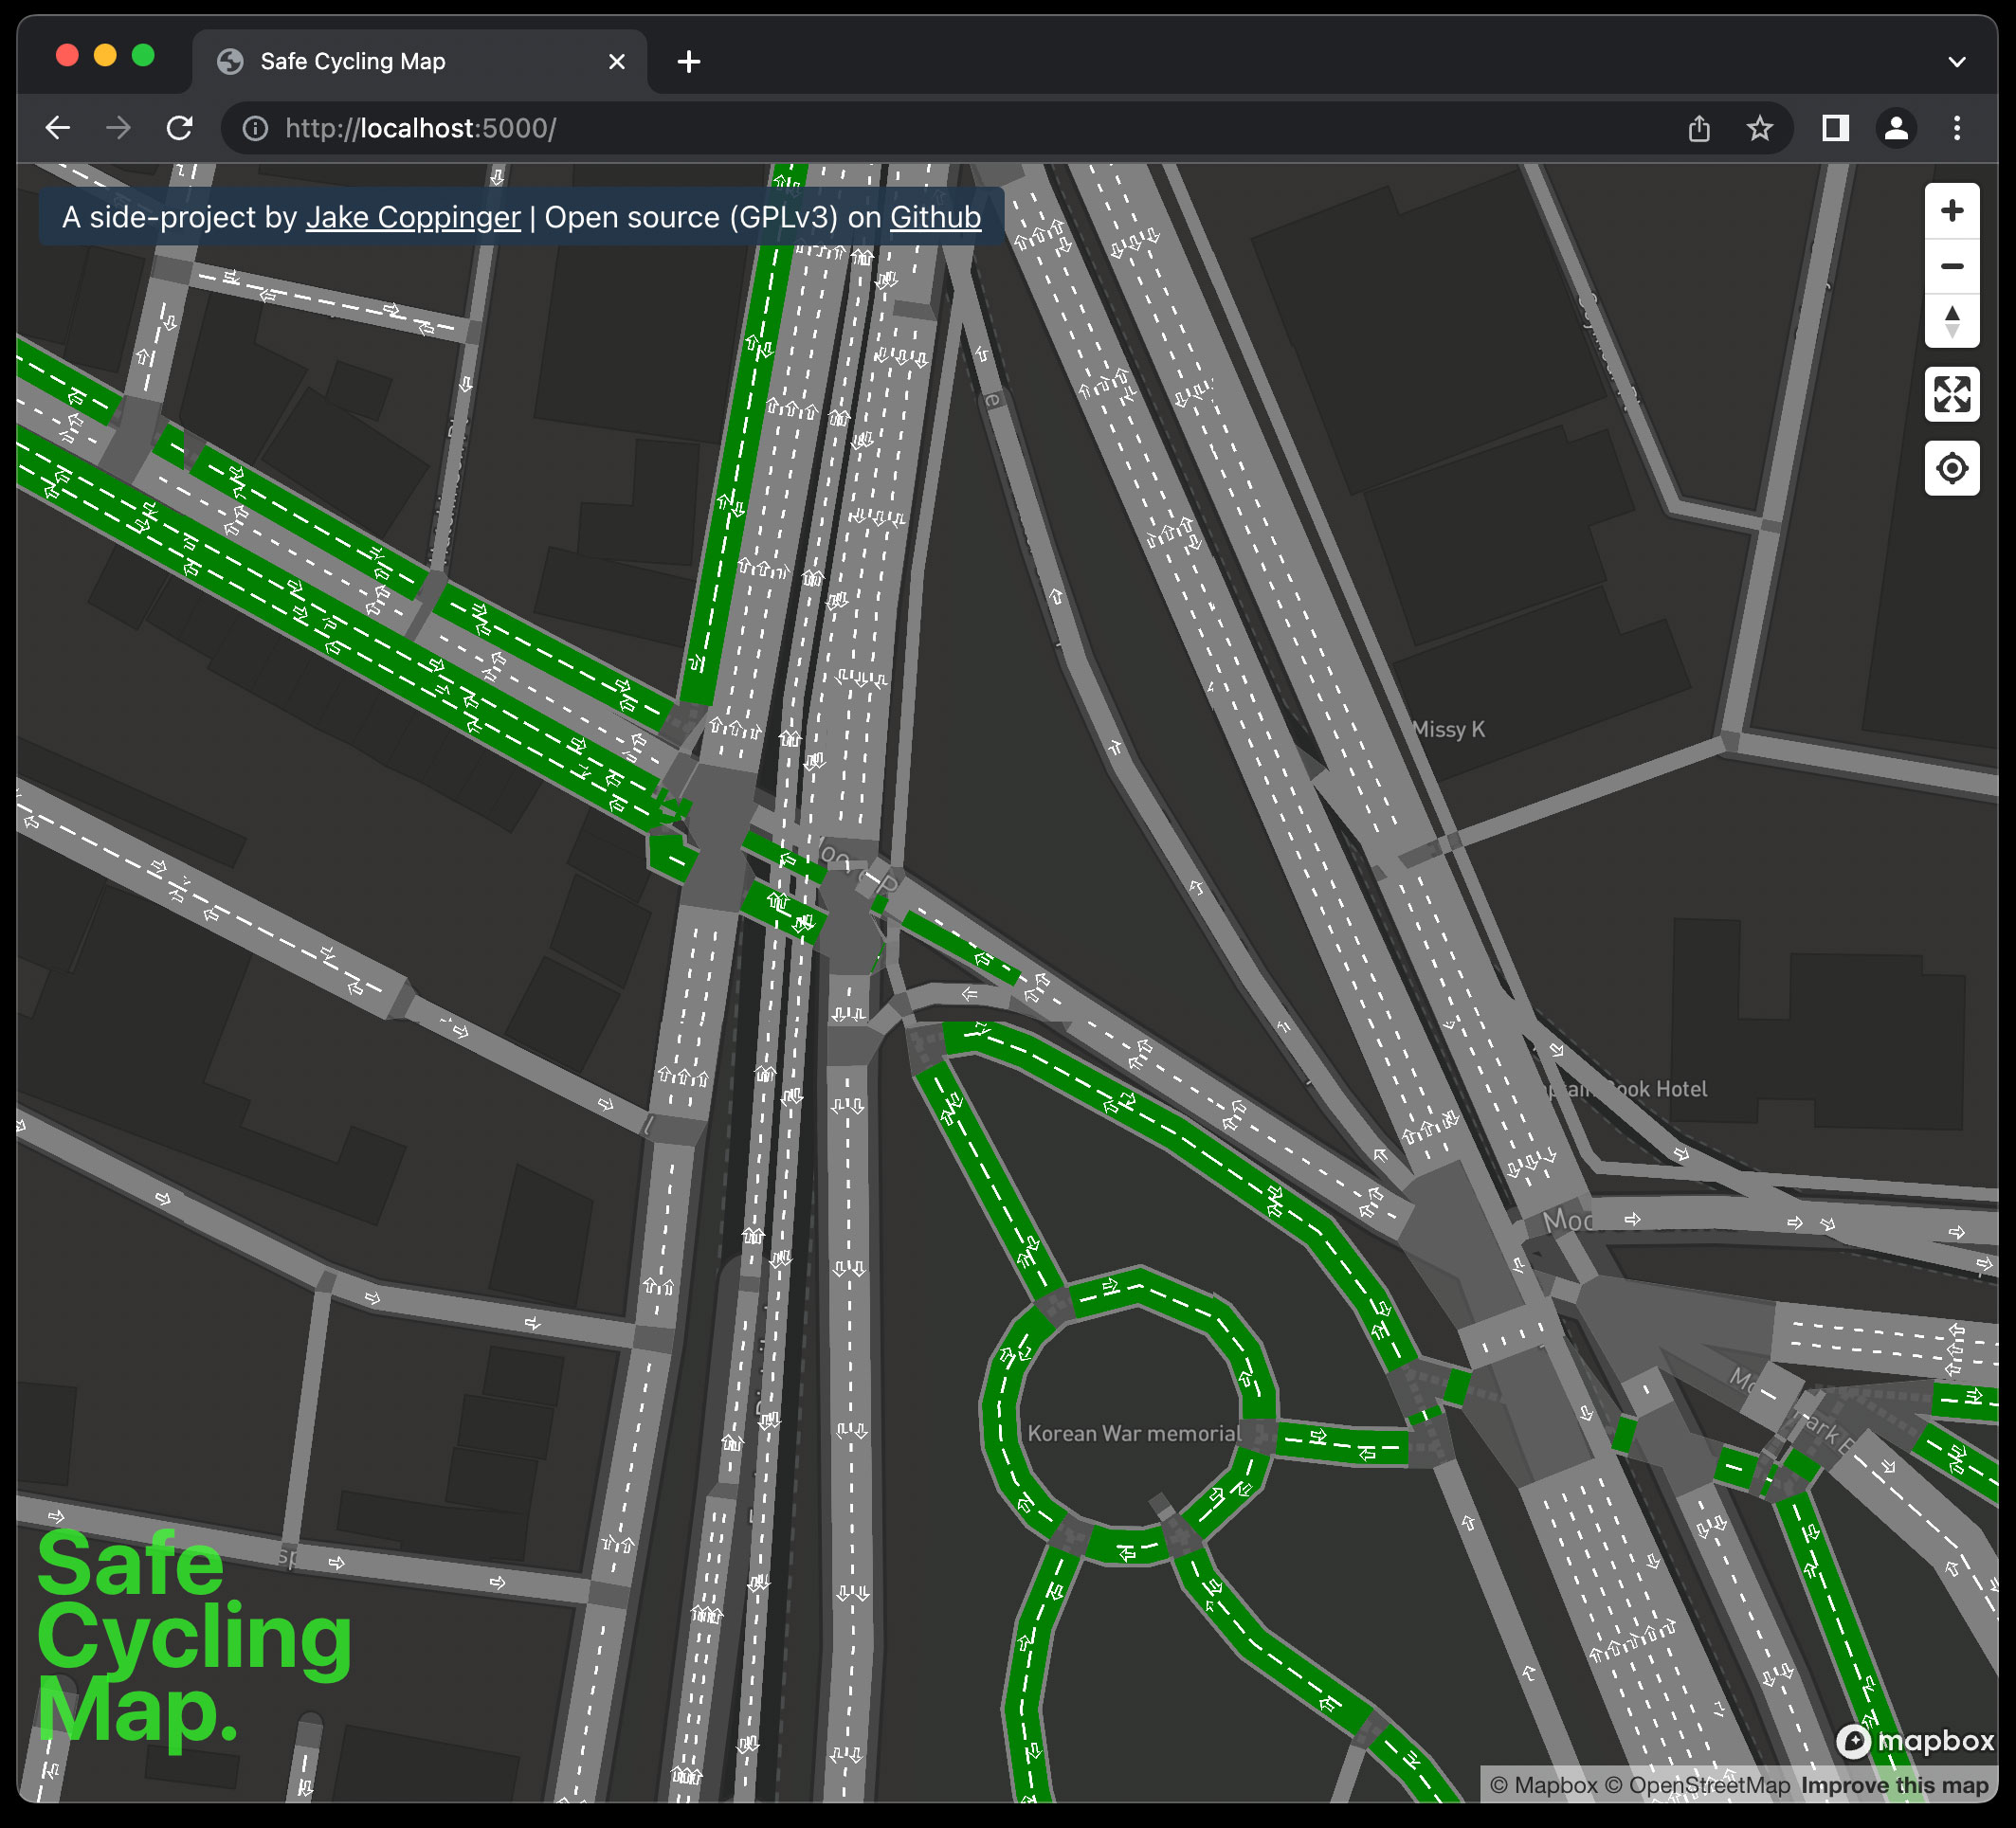 Safe Cycling Map
http://localhost:5000/
A side-project by Jake Coppinger | Open source (GPLv3) on Github
Missy K
Hotel
Korean War memorial
Safe
Cycling
Map.
mapbox
© Mapbox © OpenStreetMap Improve this map